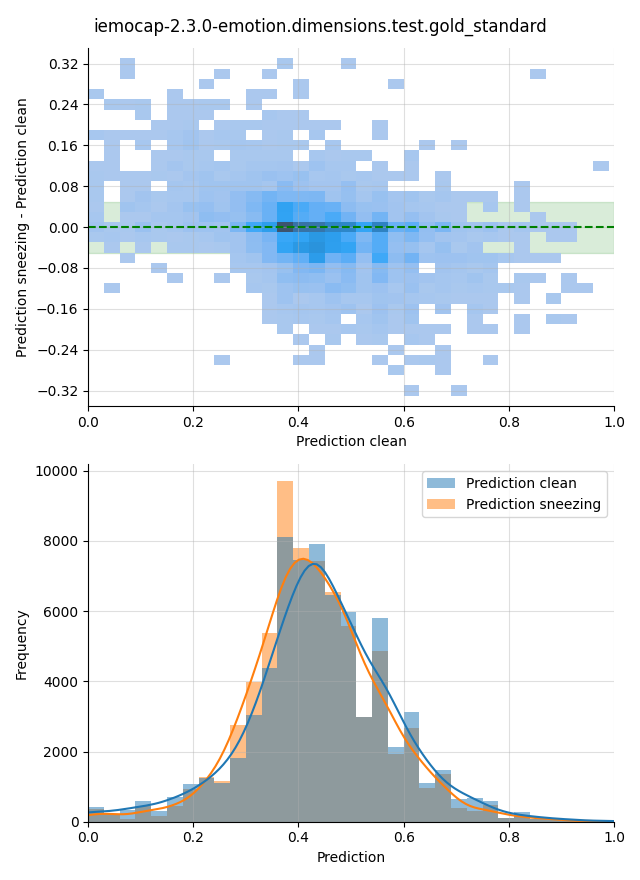 iemocap-2.3.0-emotion.dimensions.test.gold_standard
Prediction sneezing - Prediction clean
0.32
0.24
0.16
0.08
0.00
−0.08
−0.16
−0.24
−0.32
0.0 0.2 0.4 0.6 0.8 1.0
Prediction clean
Frequency
10000
8000
6000
4000
2000
0
Prediction clean
Prediction sneezing
0.0 0.2 0.4 0.6 0.8 1.0
Prediction